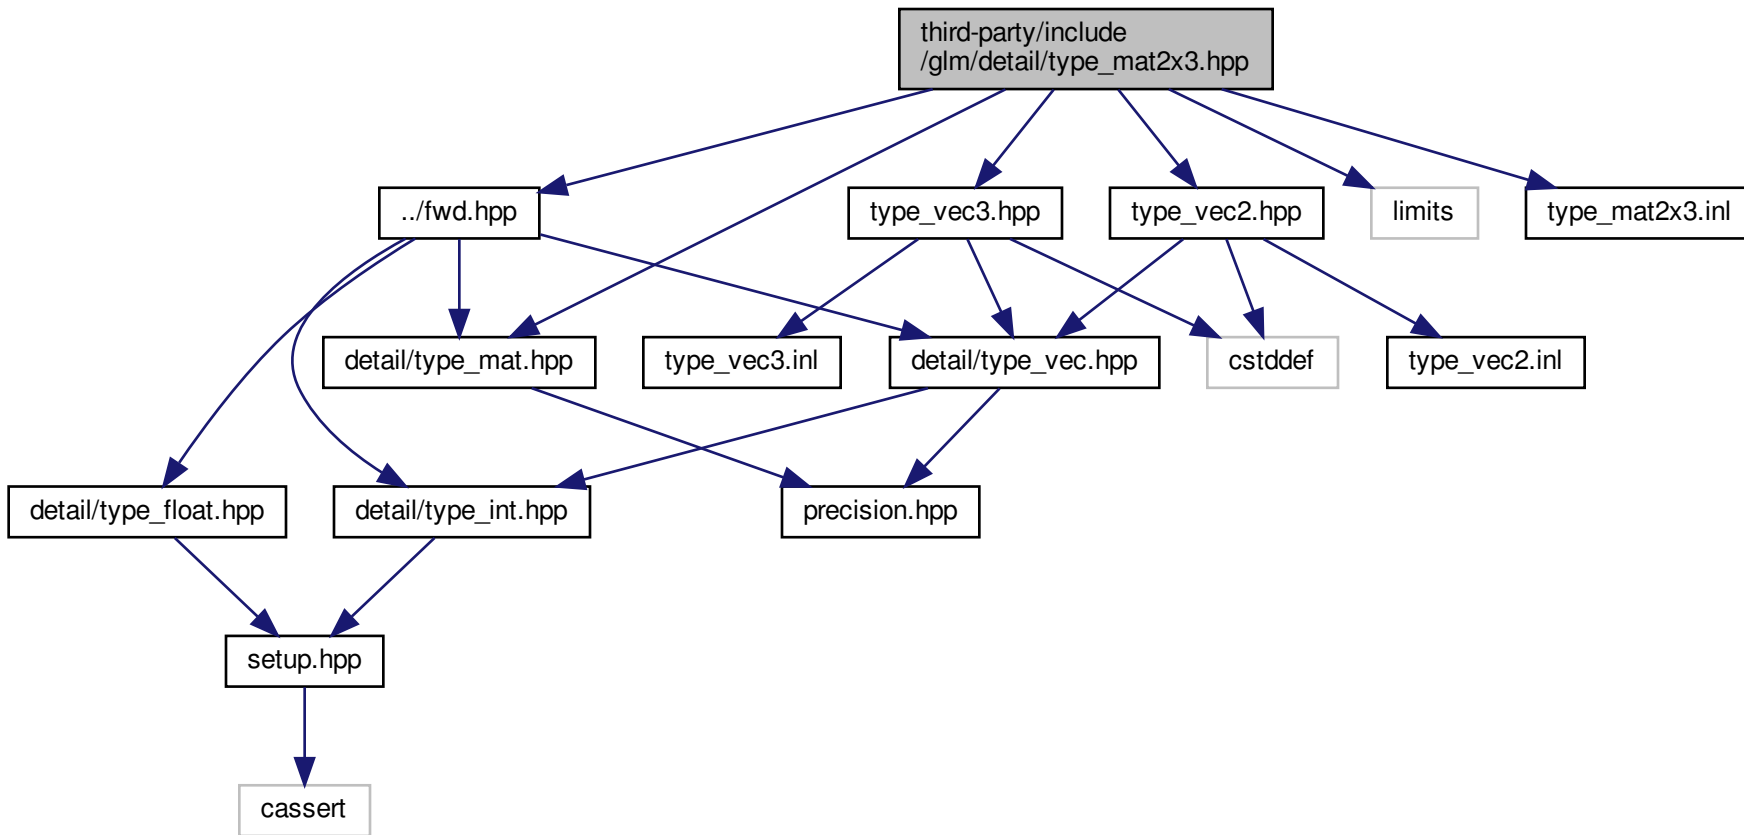 third-party/include
/glm/detail/type_mat2x3.hpp
../fwd.hpp
type_vec3.hpp
type_vec2.hpp
limits
type_mat2x3.inl
detail/type_mat.hpp
type_vec3.inl
detail/type_vec.hpp
cstddef
type_vec2.inl
detail/type_float.hpp
detail/type_int.hpp
precision.hpp
setup.hpp
cassert